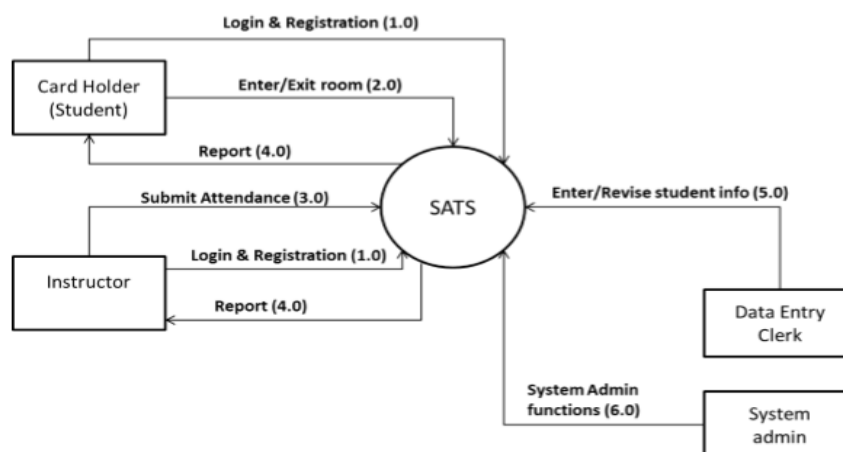 Login & Registration (1.0)
Card Holder
(Student)
Enter/Exit room (2.0)
Report (4.0)
Submit Attendance (3.0)
SATS
Enter/Revise student info (5.0)
Login & Registration (1.0)
Instructor
Report (4.0)
Data Entry
Clerk
System Admin
functions (6.0)
System
admin